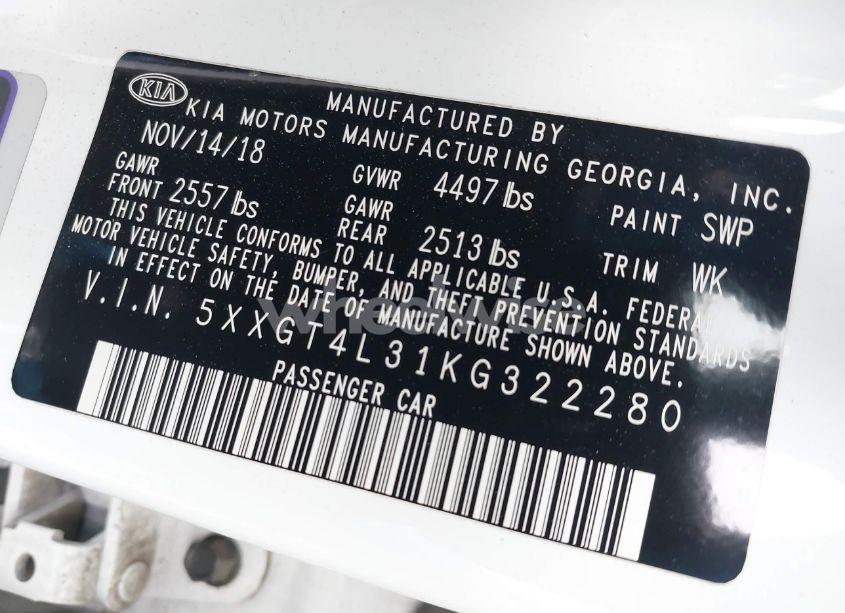 KIA
MANUFACTURED BY
KIA MOTORS MANUFACTURING GEORGIA, INC.
NOV/14/18 GVWR 4497 lbs PAINT SWP
GAWR FRONT 2557 lbs GAWR REAR 2513 lbs TRIM WK
THIS VEHICLE CONFORMS TO ALL APPLICABLE U.S.A. FEDERAL
MOTOR VEHICLE SAFETY, BUMPER, AND THEFT PREVENTION STANDARDS
IN EFFECT ON THE DATE OF MANUFACTURE SHOWN ABOVE.
V.I.N. 5XXGT4L31KG322280
PASSENGER CAR
wheelwise